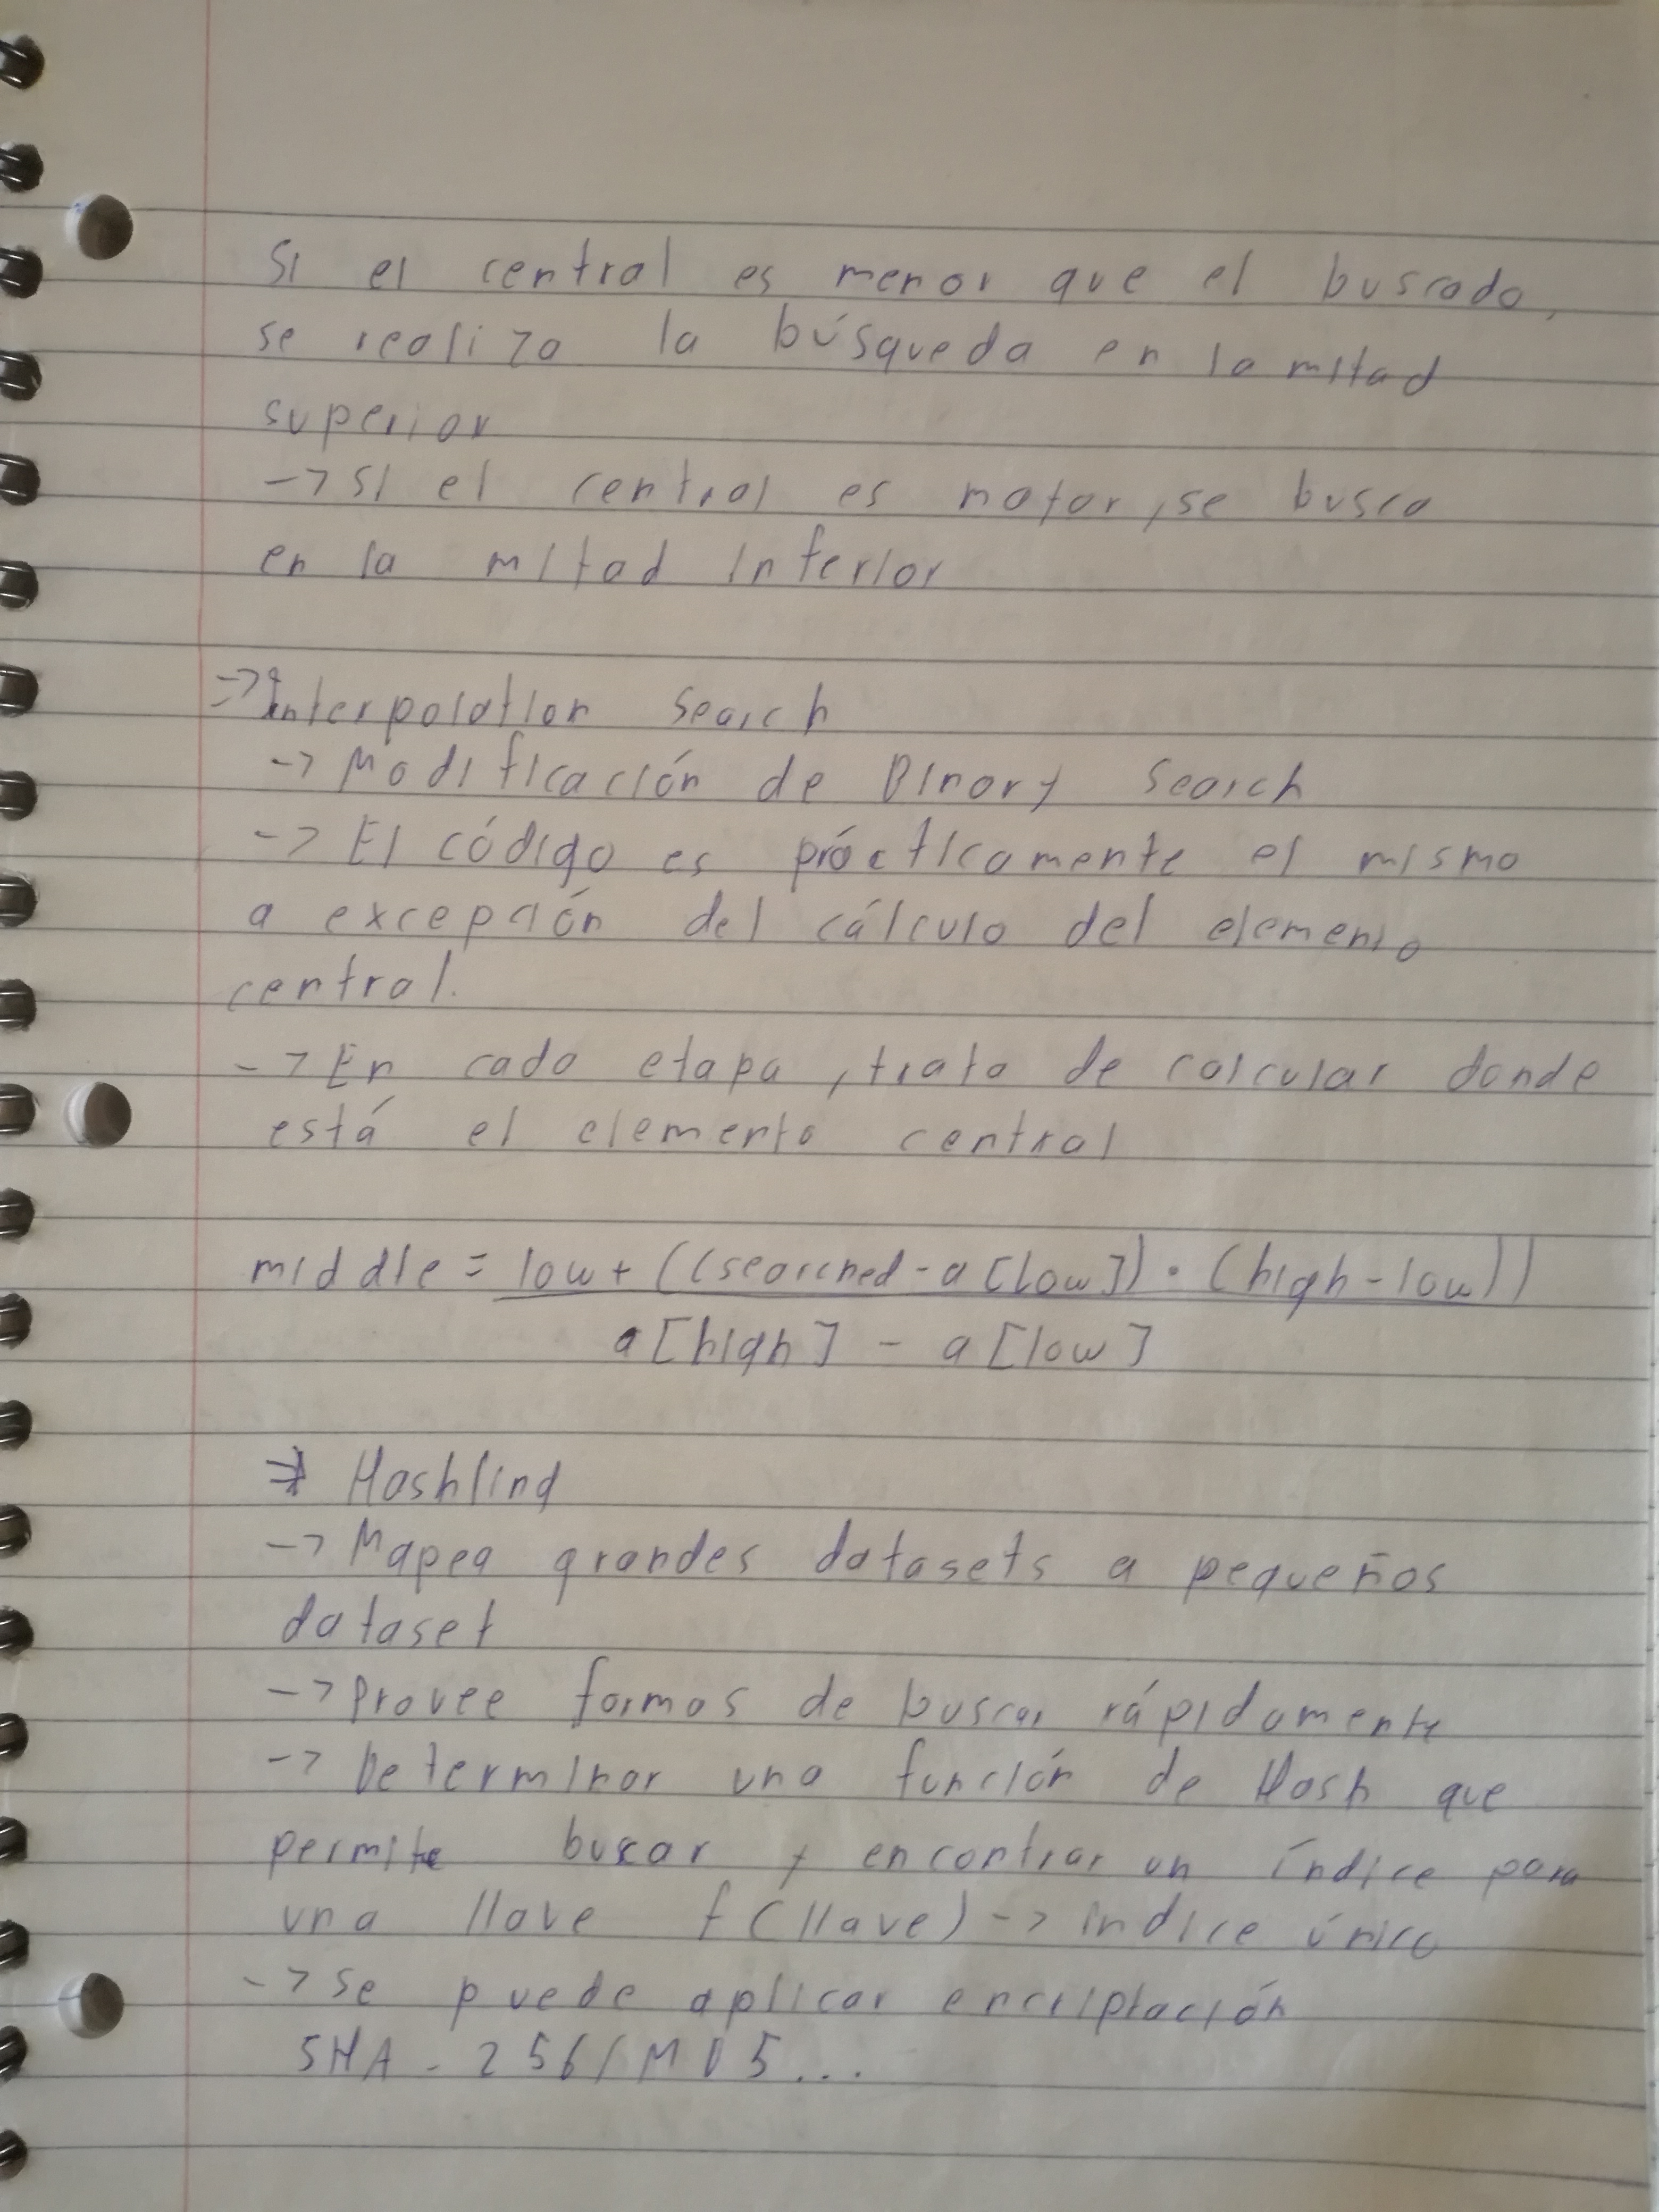 Si el central es menor que el buscado,
se realiza la búsqueda en la mitad
superior
-> Si el central es mayor, se busca
en la mitad inferior
=> Interpolation Search
-> Modificación de Binary Search
-> El código es prácticamente el mismo
a excepción del cálculo del elemento
central.
-> En cada etapa, trata de calcular donde
está el elemento central
middle = low + ((searched - a[low]) · (high - low))
a[high] - a[low]
=> Hashind
-> Mapea grandes datasets a pequeños
dataset
-> Provee formas de buscar rápidamente
-> Determinar una función de Hash que
permite buscar y encontrar un índice para
una llave f(llave) -> indice único
-> Se puede aplicar encriptación
SHA - 256/MD5...